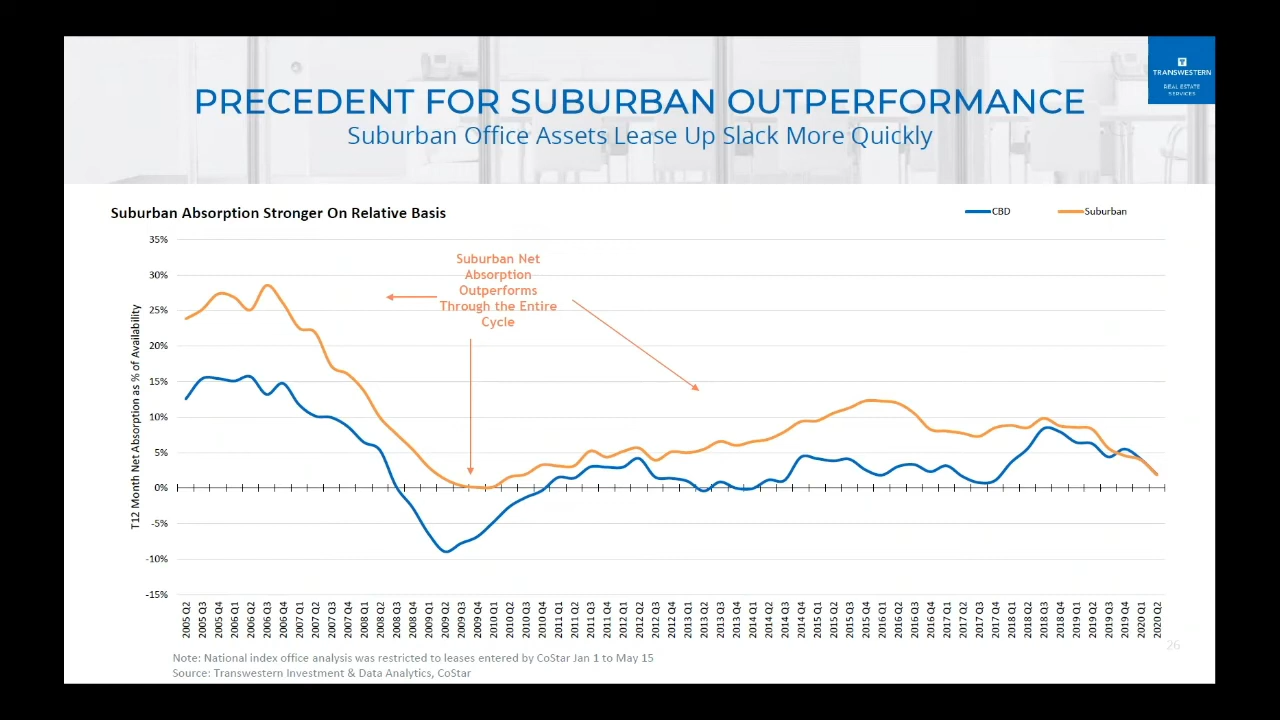 PRECEDENT FOR SUBURBAN OUTPERFORMANCE
Suburban Office Assets Lease Up Slack More Quickly
TRANSWESTERN
REAL ESTATE
SERVICES
Suburban Absorption Stronger On Relative Basis
CBD
Suburban
T12 Month Net Absorption as % of Availability
35%
30%
25%
20%
15%
10%
5%
0%
-5%
-10%
-15%
Suburban Net
Absorption
Outperforms
Through the Entire
Cycle
2005 Q2
2005 Q3
2005 Q4
2006 Q1
2006 Q2
2006 Q3
2006 Q4
2007 Q1
2007 Q2
2007 Q3
2007 Q4
2008 Q1
2008 Q2
2008 Q3
2008 Q4
2009 Q1
2009 Q2
2009 Q3
2009 Q4
2010 Q1
2010 Q2
2010 Q3
2010 Q4
2011 Q1
2011 Q2
2011 Q3
2011 Q4
2012 Q1
2012 Q2
2012 Q3
2012 Q4
2013 Q1
2013 Q2
2013 Q3
2013 Q4
2014 Q1
2014 Q2
2014 Q3
2014 Q4
2015 Q1
2015 Q2
2015 Q3
2015 Q4
2016 Q1
2016 Q2
2016 Q3
2016 Q4
2017 Q1
2017 Q2
2017 Q3
2017 Q4
2018 Q1
2018 Q2
2018 Q3
2018 Q4
2019 Q1
2019 Q2
2019 Q3
2019 Q4
2020 Q1
2020 Q2
26
Note: National index office analysis was restricted to leases entered by CoStar Jan 1 to May 15
Source: Transwestern Investment & Data Analytics, CoStar